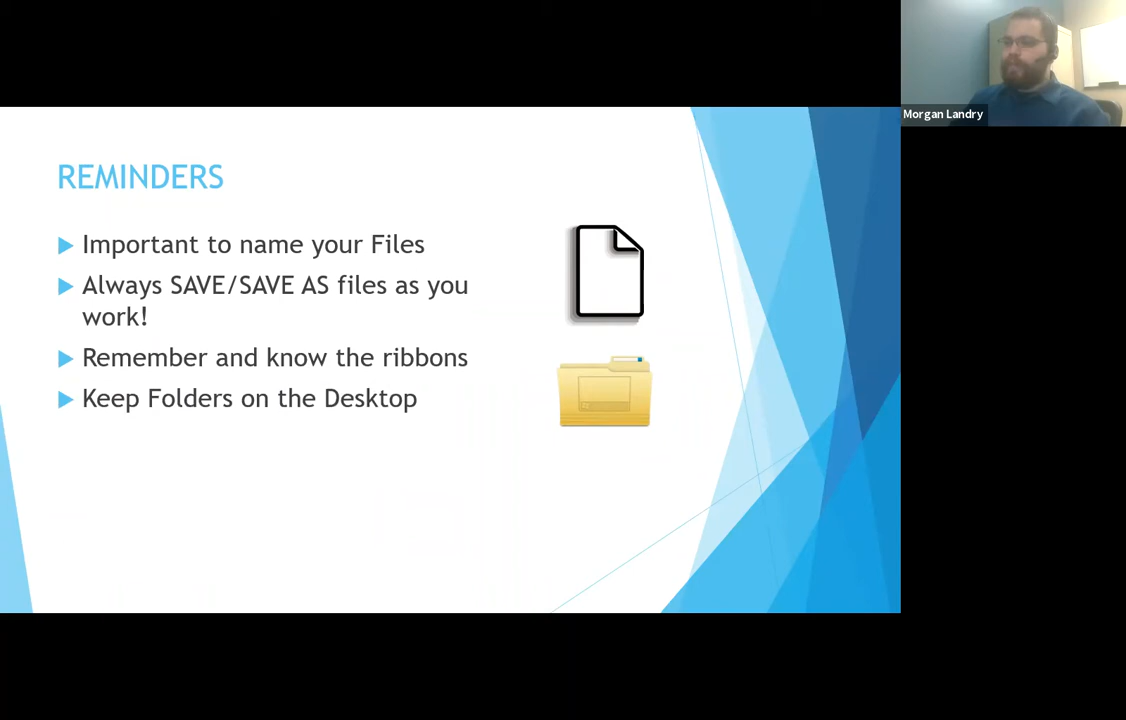 Morgan Landry
REMINDERS
Important to name your Files
Always SAVE/SAVE AS files as you
work!
Remember and know the ribbons
Keep Folders on the Desktop